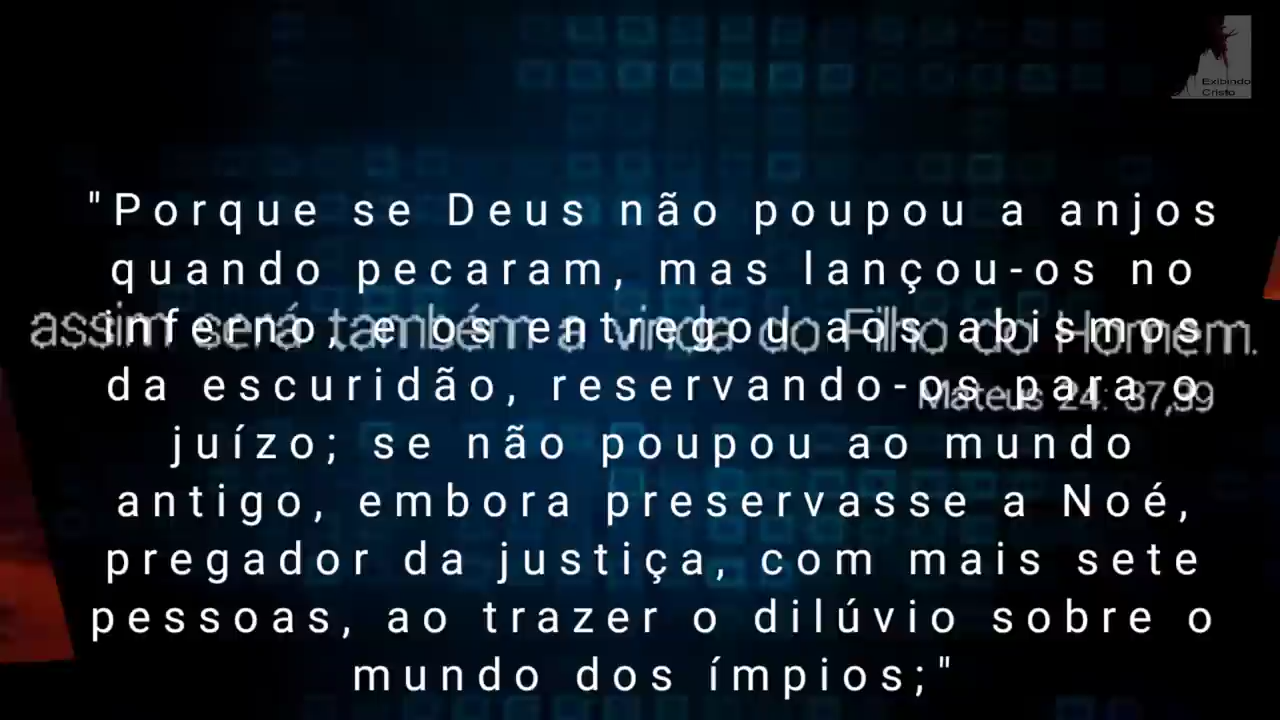 Exibindo
Cristo
"Porque se Deus não poupou a anjos
quando pecaram, mas lançou-os no
inferno, e os entregou aos abismos
assim será também a vinda do Filho do Homem.
da escuridão, reservando-os para o
Mateus 24: 37,39
juízo; se não poupou ao mundo
antigo, embora preservasse a Noé,
pregador da justiça, com mais sete
pessoas, ao trazer o dilúvio sobre o
mundo dos ímpios;"